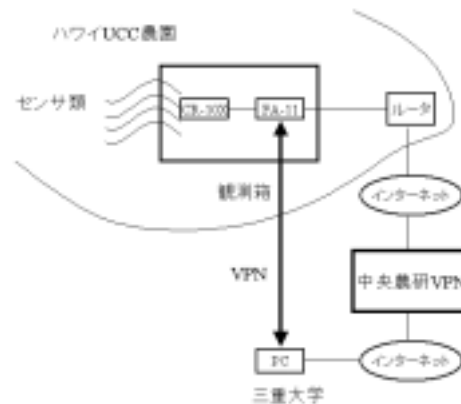 ハワイUCC農園
センサ類
CR-10X
FA-11
ルータ
観測箱
インターネット
VPN
中央農研VPN
PC
インターネット
三重大学